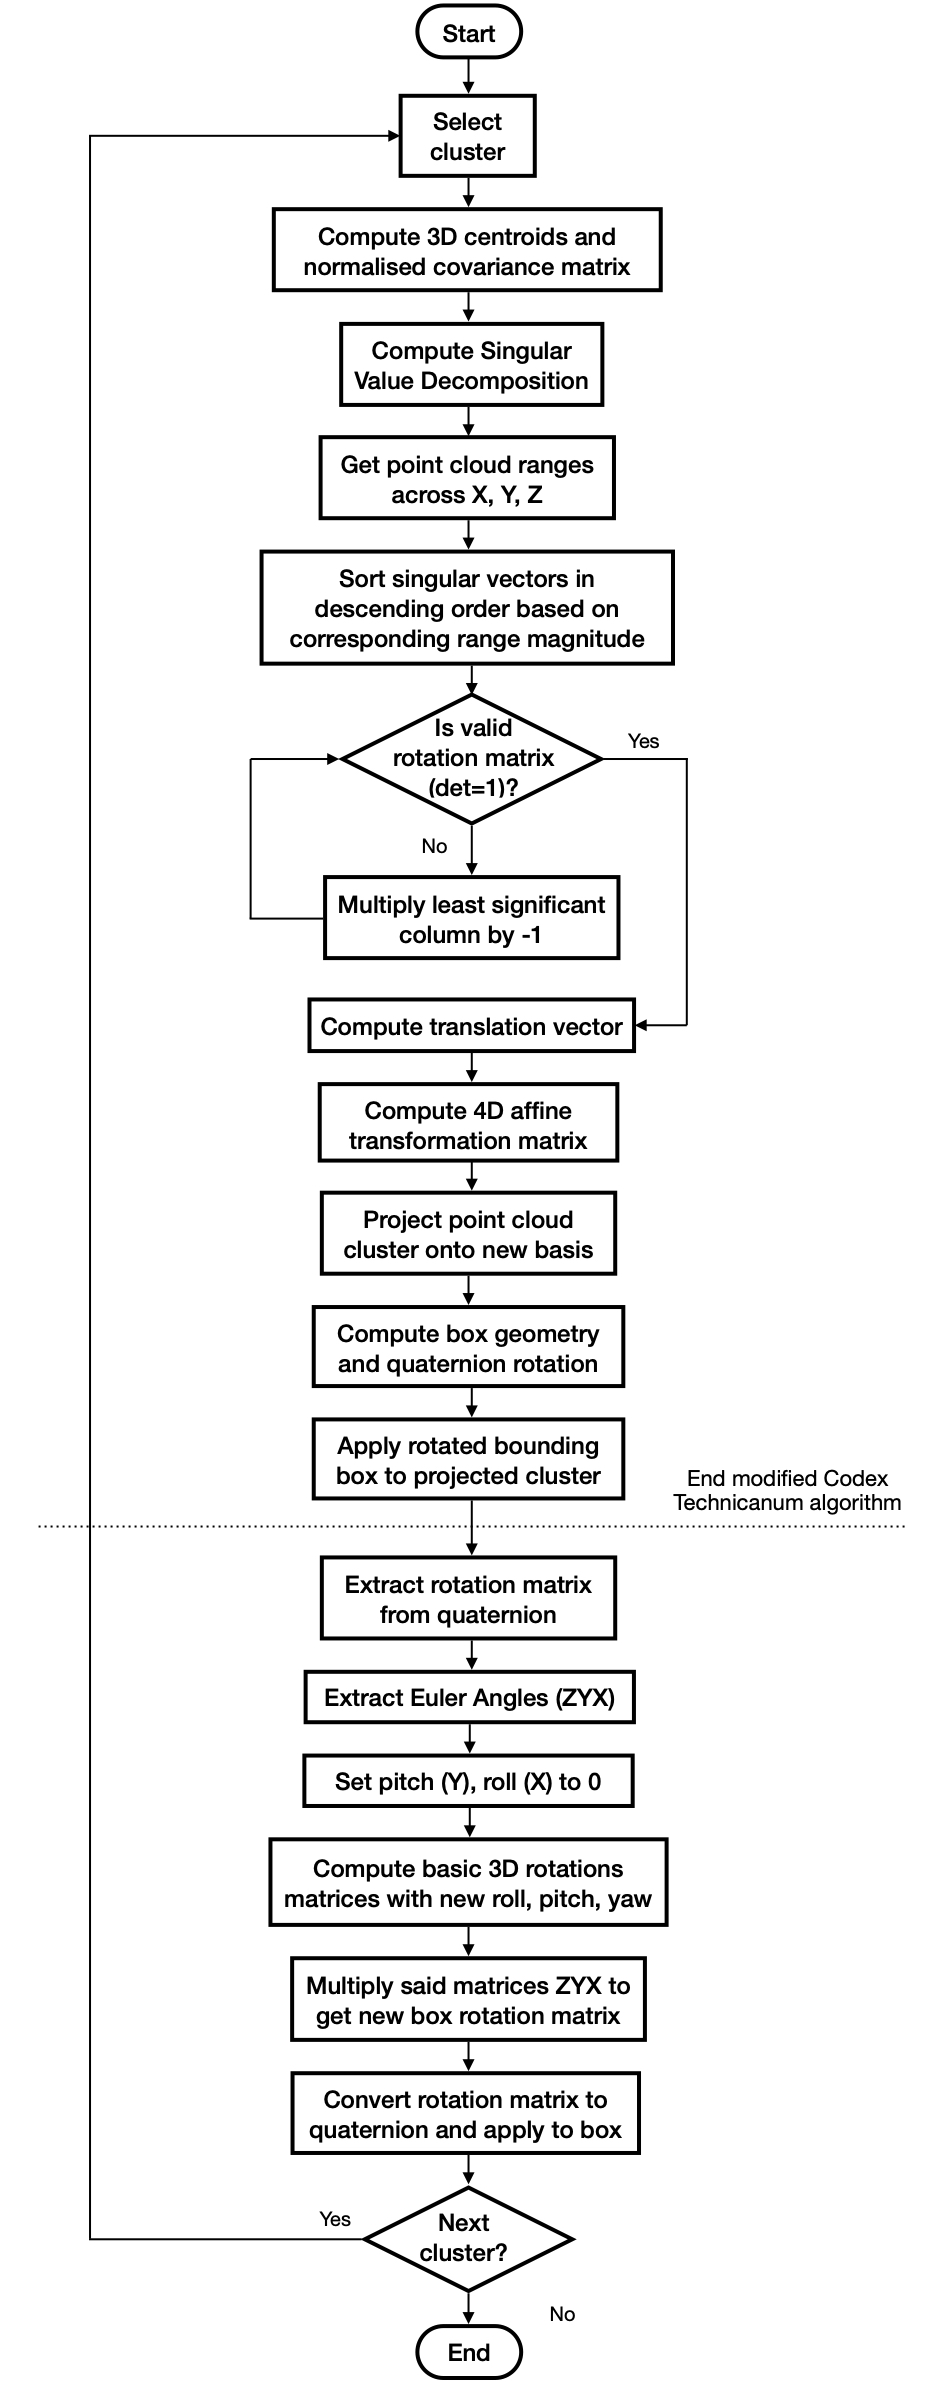 Start
Select
cluster
Compute 3D centroids and
normalised covariance matrix
Compute Singular
Value Decomposition
Get point cloud ranges
across X, Y, Z
Sort singular vectors in
descending order based on
corresponding range magnitude
Is valid
rotation matrix
(det=1)?
Yes
No
Multiply least significant
column by -1
Compute translation vector
Compute 4D affine
transformation matrix
Project point cloud
cluster onto new basis
Compute box geometry
and quaternion rotation
Apply rotated bounding
box to projected cluster
End modified Codex
Technicanum algorithm
Extract rotation matrix
from quaternion
Extract Euler Angles (ZYX)
Set pitch (Y), roll (X) to 0
Compute basic 3D rotations
matrices with new roll, pitch, yaw
Multiply said matrices ZYX to
get new box rotation matrix
Convert rotation matrix to
quaternion and apply to box
Yes
Next
cluster?
No
End